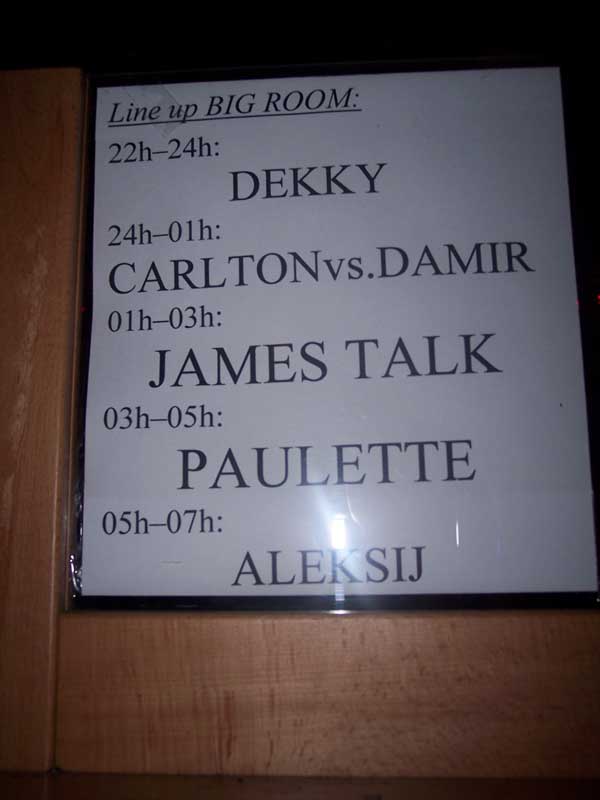 Line up BIG ROOM:
22h–24h:
DEKKY
24h–01h:
CARLTONvs.DAMIR
01h–03h:
JAMES TALK
03h–05h:
PAULETTE
05h–07h:
ALEKSIJ